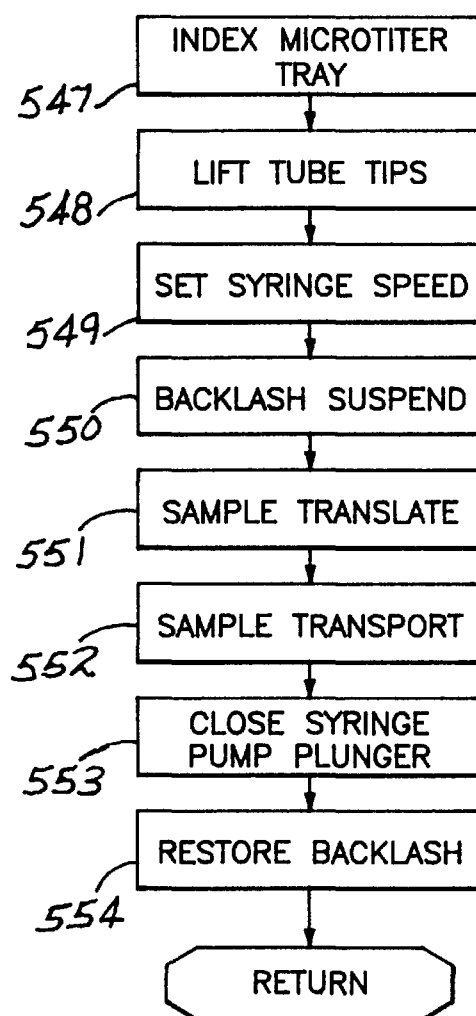 INDEX MICROTITER
TRAY
547
LIFT TUBE TIPS
548
SET SYRINGE SPEED
549
BACKLASH SUSPEND
550
SAMPLE TRANSLATE
551
SAMPLE TRANSPORT
552
CLOSE SYRINGE
PUMP PLUNGER
553
RESTORE BACKLASH
554
RETURN